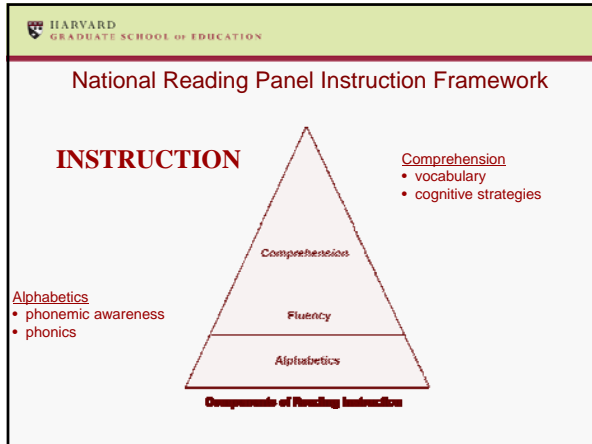 HARVARD
GRADUATE SCHOOL OF EDUCATION
National Reading Panel Instruction Framework
INSTRUCTION
Comprehension
• vocabulary
• cognitive strategies
Comprehension
Alphabetics
• phonemic awareness
• phonics
Fluency
Alphabetics
Components of Reading Instruction